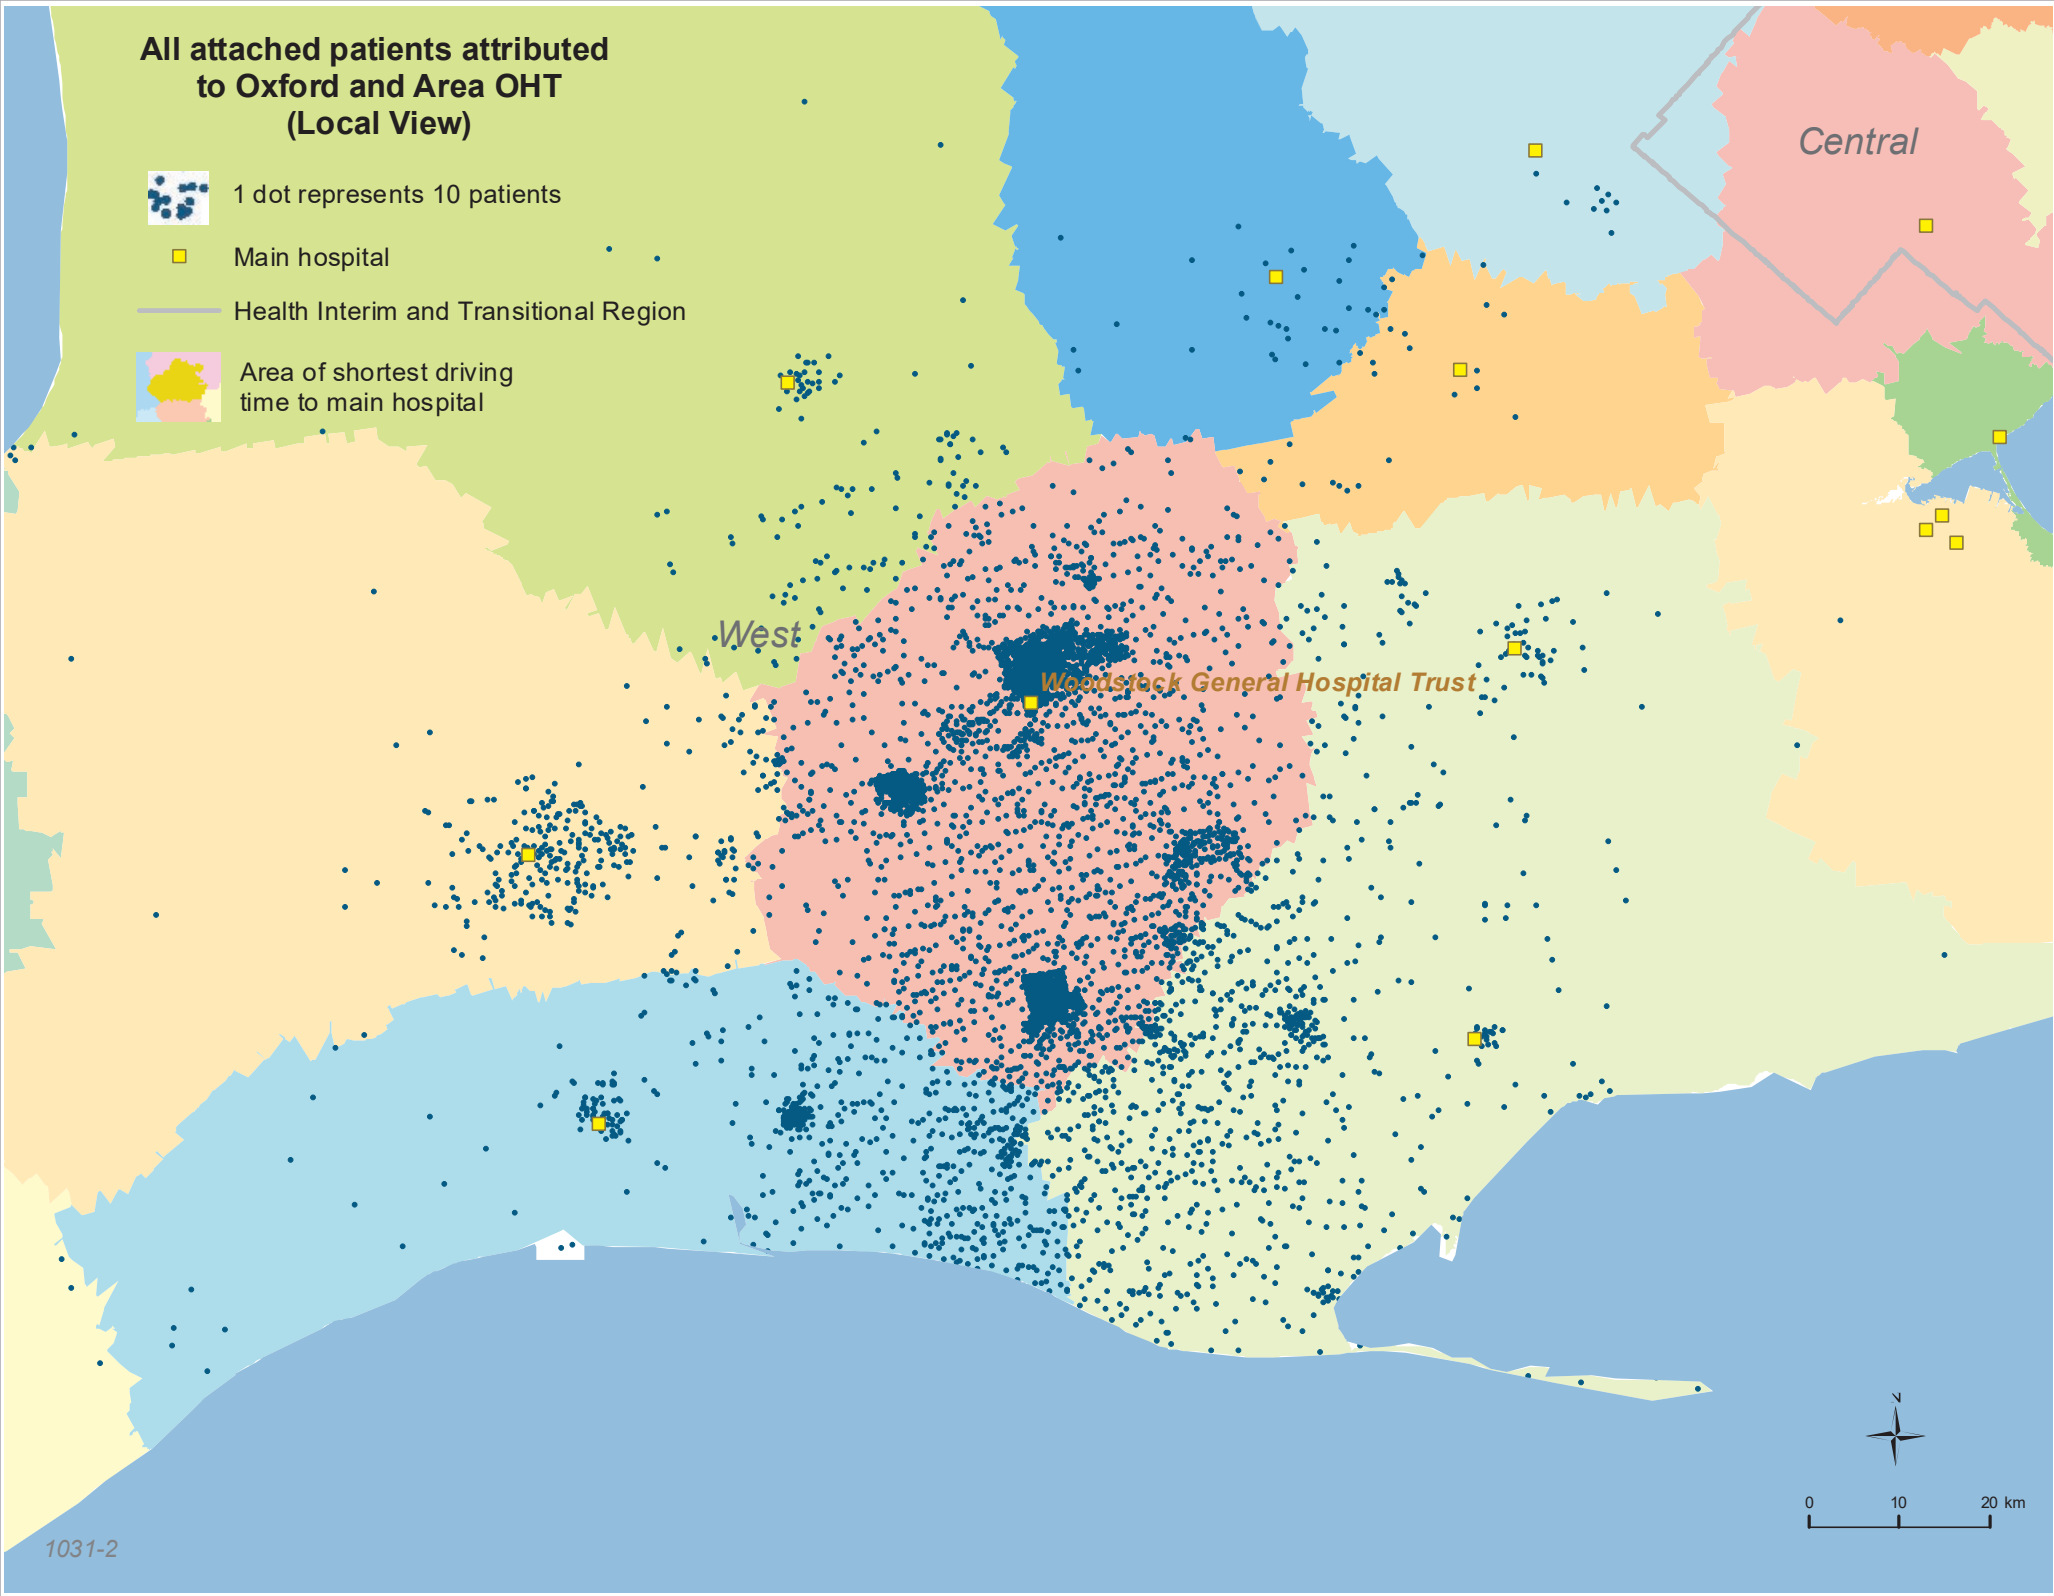 All attached patients attributed
to Oxford and Area OHT
(Local View)
1 dot represents 10 patients
Main hospital
Health Interim and Transitional Region
Area of shortest driving
time to main hospital
Central
West
Woodstock General Hospital Trust
N
0 10 20 km
1031-2